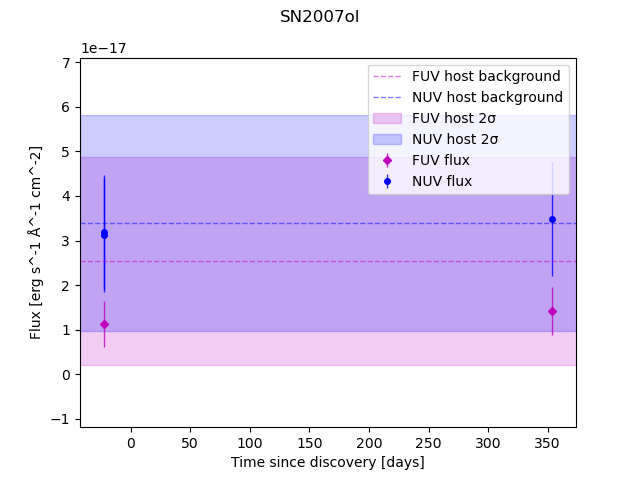 SN2007ol
1e−17
7
6
5
4
3
2
1
0
−1
Flux [erg s^-1 Å^-1 cm^-2]
FUV host background
NUV host background
FUV host 2σ
NUV host 2σ
FUV flux
NUV flux
0 50 100 150 200 250 300 350
Time since discovery [days]